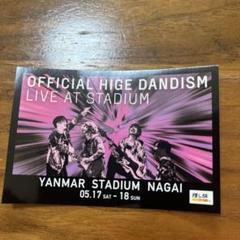 OFFICIAL HIGE DANDISM
LIVE AT STADIUM
YANMAR STADIUM NAGAI
05.17 SAT - 18 SUN